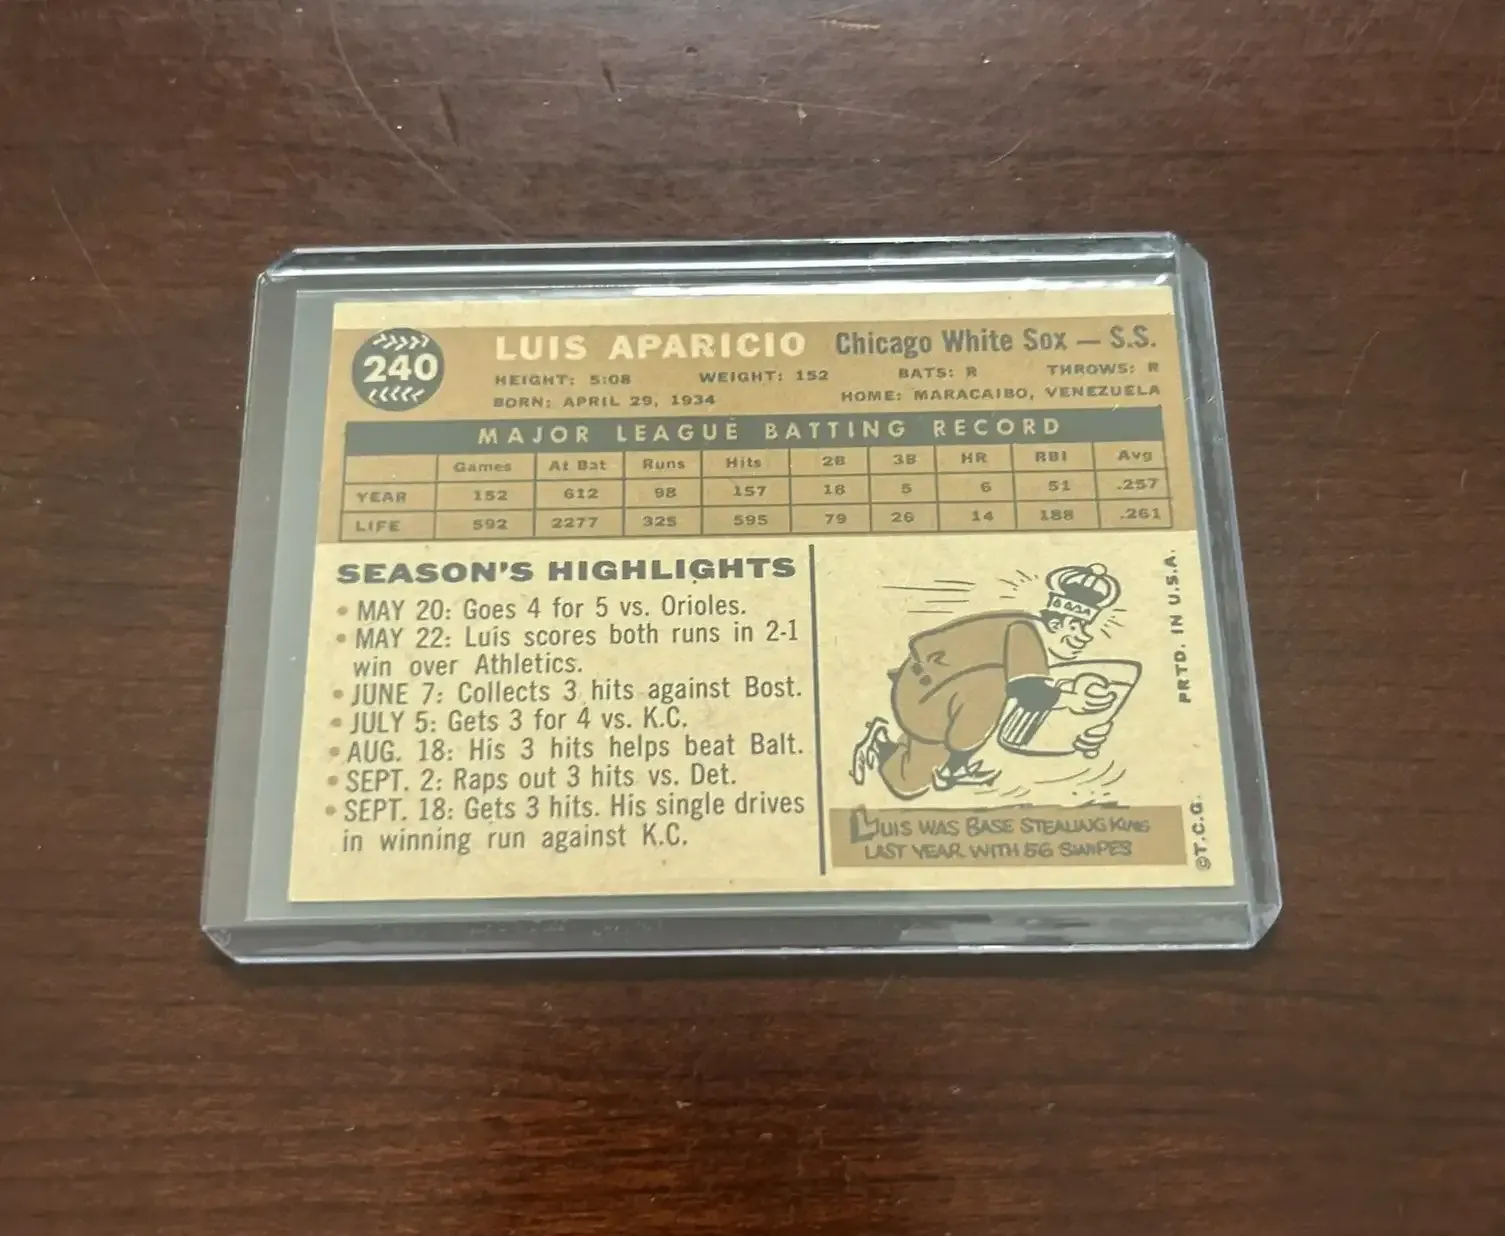 240
LUIS APARICIO Chicago White Sox — S.S.
HEIGHT: 5:08 WEIGHT: 152 BATS: R THROWS: R
BORN: APRIL 29, 1934 HOME: MARACAIBO, VENEZUELA
MAJOR LEAGUE BATTING RECORD
Games At Bat Runs Hits 2B 3B HR RBI Avg
YEAR 152 612 98 157 18 5 6 51 .257
LIFE 592 2277 325 595 79 26 14 188 .261
SEASON'S HIGHLIGHTS
• MAY 20: Goes 4 for 5 vs. Orioles.
• MAY 22: Luis scores both runs in 2-1
win over Athletics.
• JUNE 7: Collects 3 hits against Bost.
• JULY 5: Gets 3 for 4 vs. K.C.
• AUG. 18: His 3 hits helps beat Balt.
• SEPT. 2: Raps out 3 hits vs. Det.
• SEPT. 18: Gets 3 hits. His single drives
in winning run against K.C.
LUIS WAS BASE STEALING KING
LAST YEAR WITH 56 SWIPES
©T.C.G. PRTD. IN U.S.A.